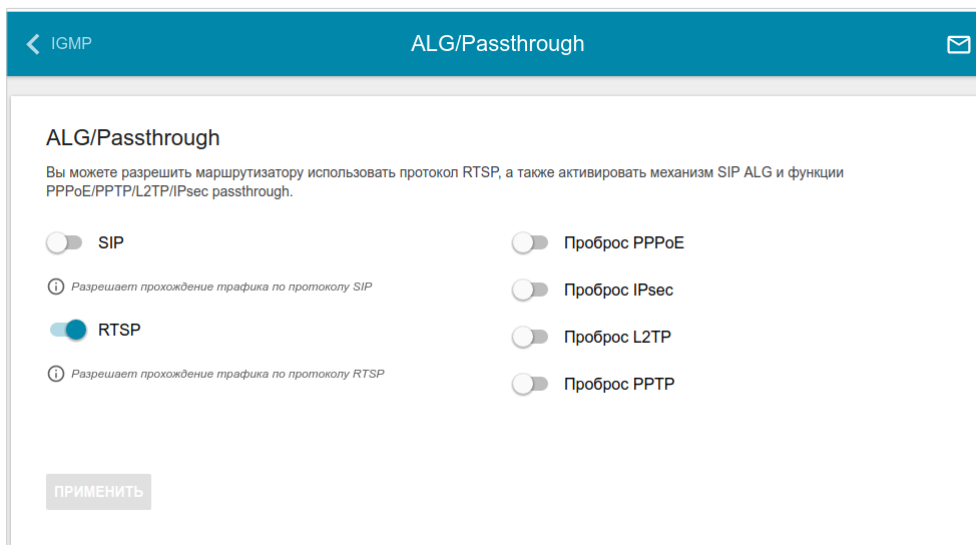 IGMP
ALG/Passthrough
ALG/Passthrough
Вы можете разрешить маршрутизатору использовать протокол RTSP, а также активировать механизм SIP ALG и функции
PPPoE/PPTP/L2TP/IPsec passthrough.
SIP
Разрешает прохождение трафика по протоколу SIP
RTSP
Разрешает прохождение трафика по протоколу RTSP
Проброс PPPoE
Проброс IPsec
Проброс L2TP
Проброс PPTP
ПРИМЕНИТЬ